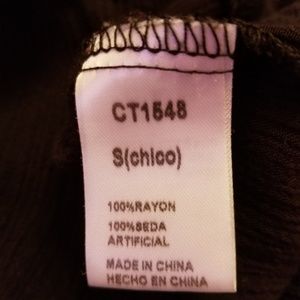 CT1548
S(chico)
100%RAYON
100%SEDA
ARTIFICIAL
MADE IN CHINA
HECHO EN CHINA